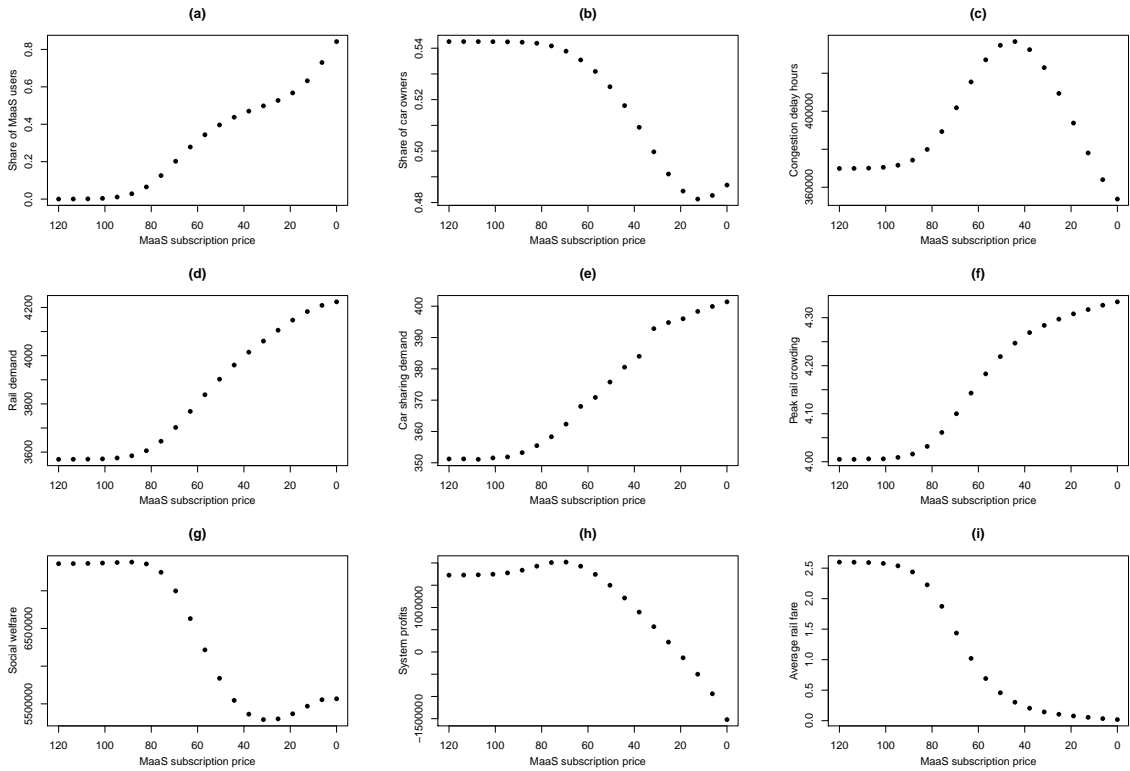 (a)
Share of MaaS users
0.0 0.2 0.4 0.6 0.8
120 100 80 60 40 20 0
MaaS subscription price
(b)
Share of car owners
0.48 0.50 0.52 0.54
120 100 80 60 40 20 0
MaaS subscription price
(c)
Congestion delay hours
360000 400000
120 100 80 60 40 20 0
MaaS subscription price
(d)
Rail demand
3600 3800 4000 4200
120 100 80 60 40 20 0
MaaS subscription price
(e)
Car sharing demand
350 360 370 380 390 400
120 100 80 60 40 20 0
MaaS subscription price
(f)
Peak rail crowding
4.00 4.10 4.20 4.30
120 100 80 60 40 20 0
MaaS subscription price
(g)
Social welfare
5500000 6500000
120 100 80 60 40 20 0
MaaS subscription price
(h)
System profits
−1500000 0 1000000
120 100 80 60 40 20 0
MaaS subscription price
(i)
Average rail fare
0.0 0.5 1.0 1.5 2.0 2.5
120 100 80 60 40 20 0
MaaS subscription price